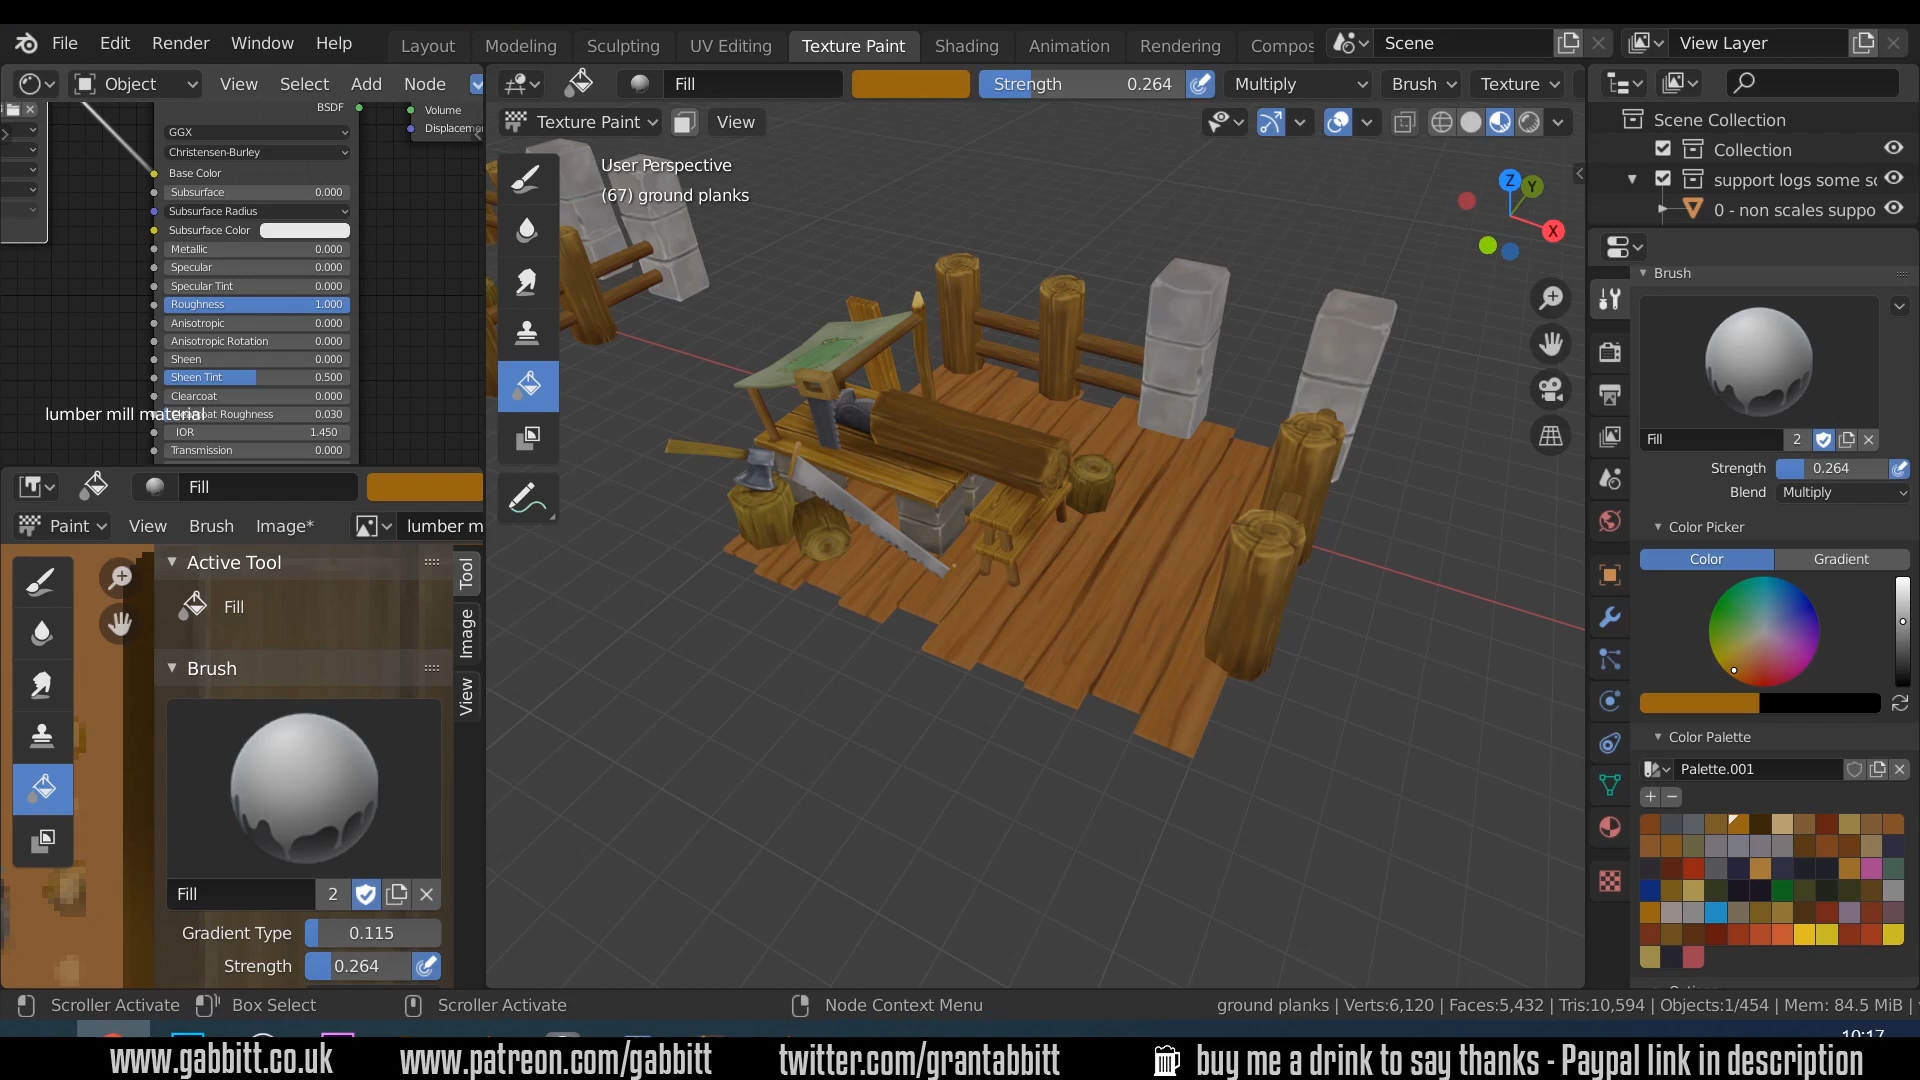 File Edit Render Window Help Layout Modeling Sculpting UV Editing Texture Paint Shading Animation Rendering Compos Scene View Layer
Object View Select Add Node Fill Strength 0.264 Multiply Brush Texture
BSDF Volume
Displaceme
Texture Paint View
GGX
Christensen-Burley
Base Color
Subsurface 0.000
Subsurface Radius
Subsurface Color
Metallic 0.000
Specular 0.000
Specular Tint 0.000
Roughness 1.000
Anisotropic 0.000
Anisotropic Rotation 0.000
Sheen 0.000
Sheen Tint 0.500
Clearcoat 0.000
lumber mill material Roughness 0.030
IOR 1.450
Transmission 0.000
User Perspective
(67) ground planks
Z Y X
Scene Collection
Collection
support logs some
0 - non scales suppo
Brush
Fill 2
Strength 0.264
Blend Multiply
Color Picker
Color Gradient
Color Palette
Palette.001
Fill
Paint View Brush Image* lumber m
Active Tool
Fill
Brush
Fill 2
Gradient Type 0.115
Strength 0.264
Tool
Image
View
Scroller Activate Box Select Scroller Activate Node Context Menu ground planks | Verts:6,120 | Faces:5,432 | Tris:10,594 | Objects:1/454 | Mem: 84.5 MiB |
10:17
www.gabbitt.co.uk www.patreon.com/gabbitt twitter.com/grantabbitt buy me a drink to say thanks - Paypal link in description